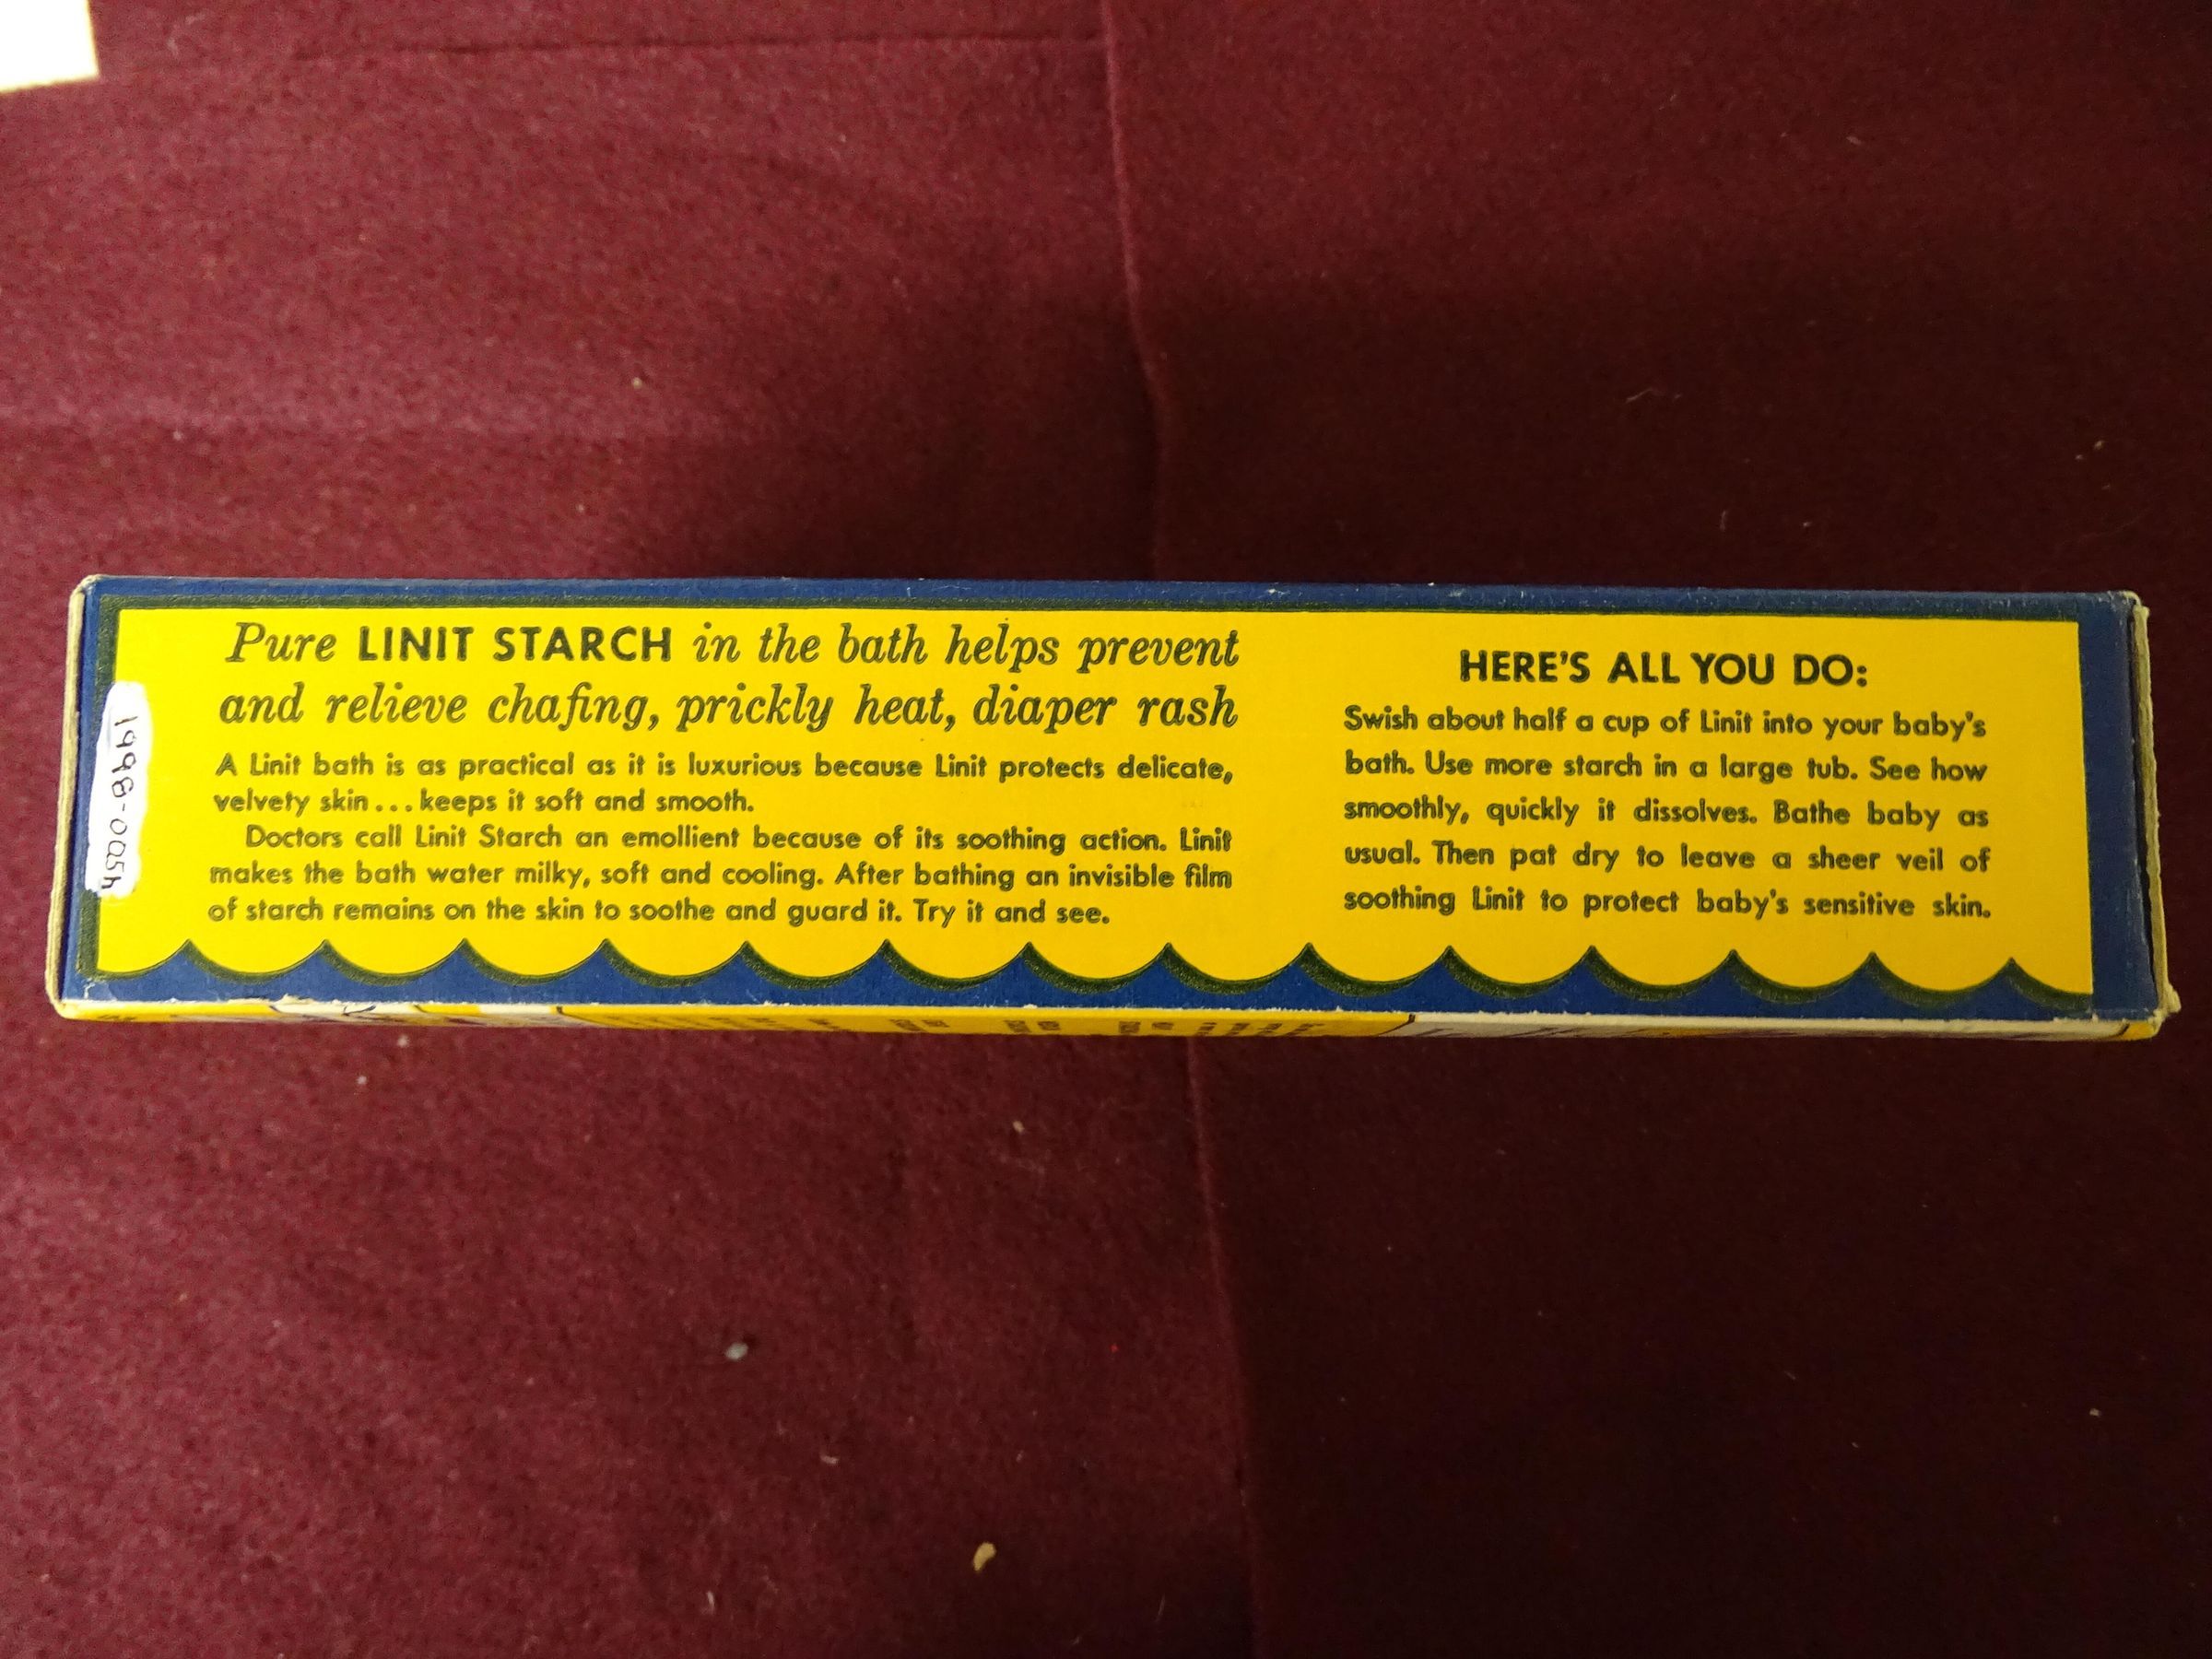 Pure LINIT STARCH in the bath helps prevent
and relieve chafing, prickly heat, diaper rash
A Linit bath is as practical as it is luxurious because Linit protects delicate,
velvety skin...keeps it soft and smooth.
Doctors call Linit Starch an emollient because of its soothing action. Linit
makes the bath water milky, soft and cooling. After bathing an invisible film
of starch remains on the skin to soothe and guard it. Try it and see.
HERE'S ALL YOU DO:
Swish about half a cup of Linit into your baby's
bath. Use more starch in a large tub. See how
smoothly, quickly it dissolves. Bathe baby as
usual. Then pat dry to leave a sheer veil of
soothing Linit to protect baby's sensitive skin.